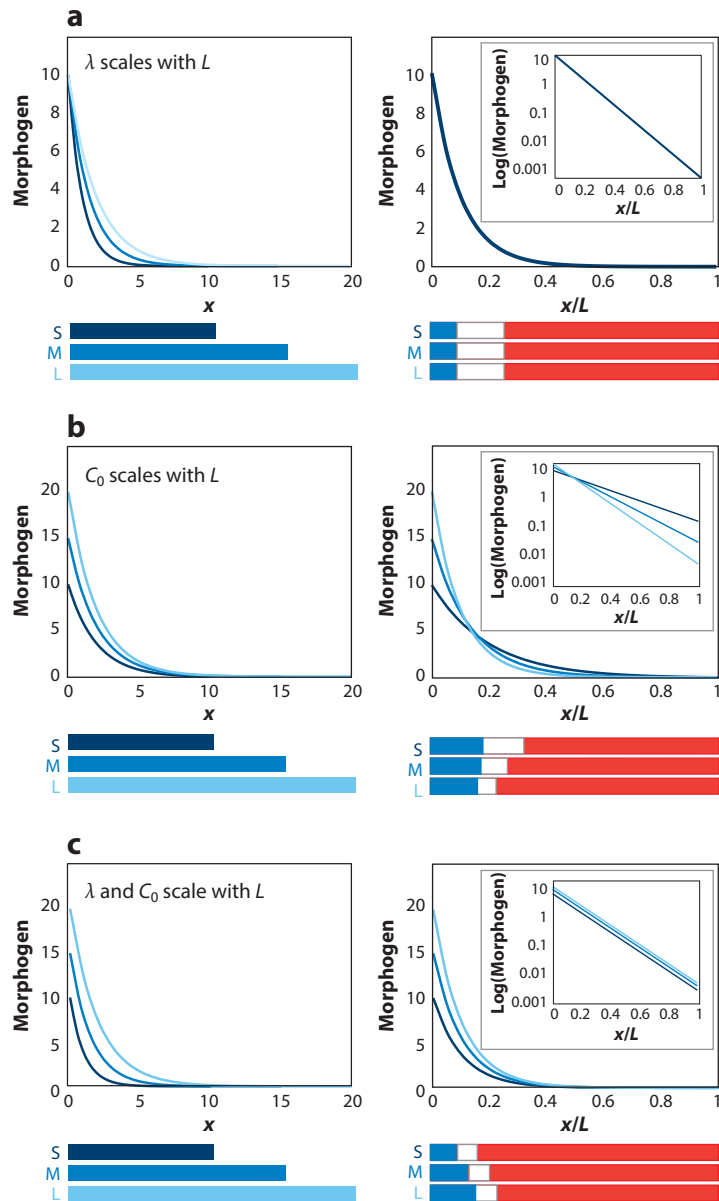 a
λ scales with L
Morphogen
10
8
6
4
2
0
0 5 10 15 20
x
S
M
L
Log(Morphogen)
10
1
0.1
0.01
0.001
0 0.2 0.4 0.6 0.8 1
x/L
Morphogen
10
8
6
4
2
0
0 0.2 0.4 0.6 0.8 1
x/L
S
M
L
b
C₀ scales with L
Morphogen
20
15
10
5
0
0 5 10 15 20
x
S
M
L
Log(Morphogen)
10
1
0.1
0.01
0.001
0 0.2 0.4 0.6 0.8 1
x/L
Morphogen
20
15
10
5
0
0 0.2 0.4 0.6 0.8 1
x/L
S
M
L
c
λ and C₀ scale with L
Morphogen
20
15
10
5
0
0 5 10 15 20
x
S
M
L
Log(Morphogen)
10
1
0.1
0.01
0.001
0 0.2 0.4 0.6 0.8 1
x/L
Morphogen
20
15
10
5
0
0 0.2 0.4 0.6 0.8 1
x/L
S
M
L